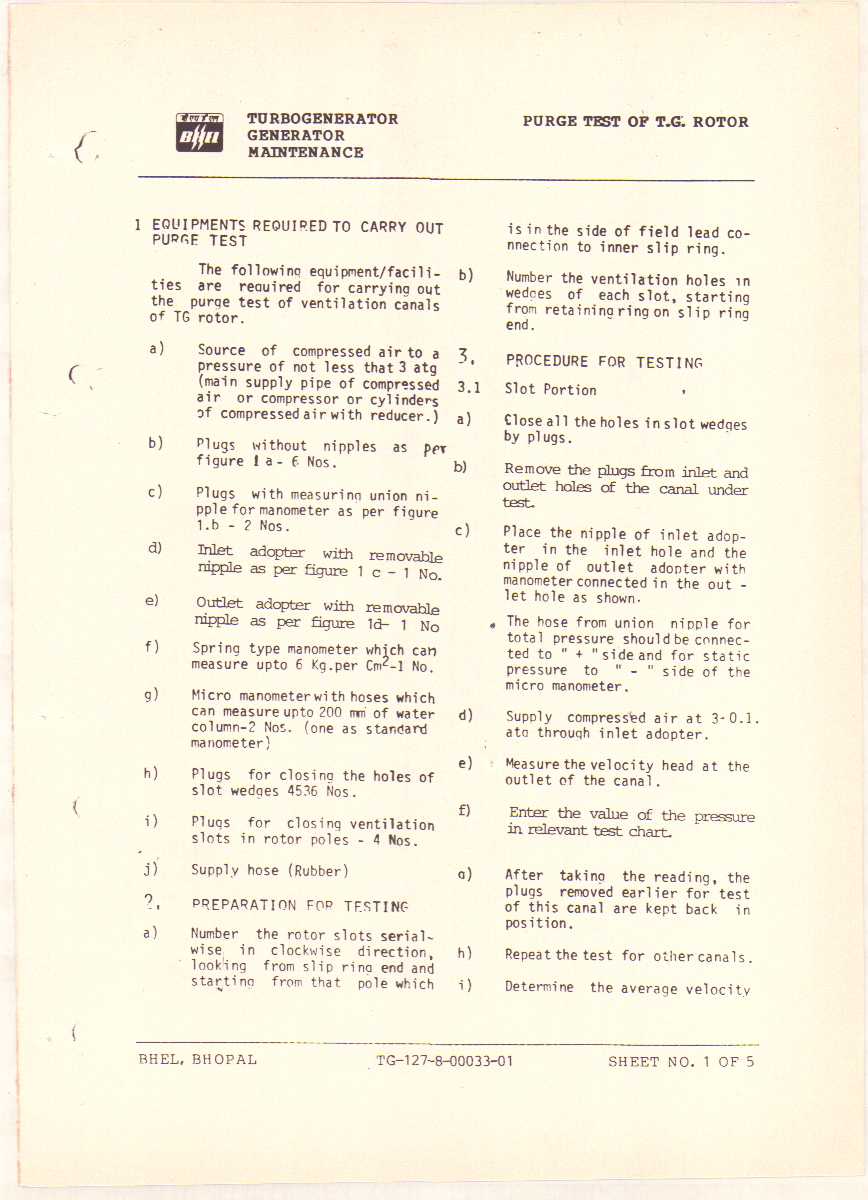 BHEL
TURBOGENERATOR
GENERATOR
MAINTENANCE
PURGE TEST OF T.G. ROTOR
1 EQUIPMENTS REQUIRED TO CARRY OUT
PURGE TEST
The following equipment/facili-
ties are required for carrying out
the purge test of ventilation canals
of TG rotor.
a) Source of compressed air to a
pressure of not less that 3 atg
(main supply pipe of compressed
air or compressor or cylinders
of compressed air with reducer.)
b) Plugs without nipples as per
figure 1 a - 6 Nos.
c) Plugs with measuring union ni-
pple for manometer as per figure
1.b - 2 Nos.
d) Inlet adopter with removable
nipple as per figure 1 c - 1 No.
e) Outlet adopter with removable
nipple as per figure 1d- 1 No
f) Spring type manometer which can
measure upto 6 Kg.per Cm2-1 No.
g) Micro manometer with hoses which
can measure upto 200 mm of water
column-2 Nos. (one as standard
manometer)
h) Plugs for closing the holes of
slot wedges 4536 Nos.
i) Plugs for closing ventilation
slots in rotor poles - 4 Nos.
j) Supply hose (Rubber)
2. PREPARATION FOR TESTING
a) Number the rotor slots serial-
wise in clockwise direction,
looking from slip ring end and
starting from that pole which
is in the side of field lead co-
nnection to inner slip ring.
b) Number the ventilation holes in
wedges of each slot, starting
from retaining ring on slip ring
end.
3. PROCEDURE FOR TESTING
3.1 Slot Portion
a) Close all the holes in slot wedges
by plugs.
b) Remove the plugs from inlet and
outlet holes of the canal under
test.
c) Place the nipple of inlet adop-
ter in the inlet hole and the
nipple of outlet adopter with
manometer connected in the out -
let hole as shown.
The hose from union nipple for
total pressure should be connec-
ted to " + " side and for static
pressure to " - " side of the
micro manometer.
d) Supply compressed air at 3-0.1.
atg through inlet adopter.
e) Measure the velocity head at the
outlet of the canal.
f) Enter the value of the pressure
in relevant test chart.
g) After taking the reading, the
plugs removed earlier for test
of this canal are kept back in
position.
h) Repeat the test for other canals.
i) Determine the average velocity
BHEL, BHOPAL
TG-127-8-00033-01
SHEET NO. 1 OF 5